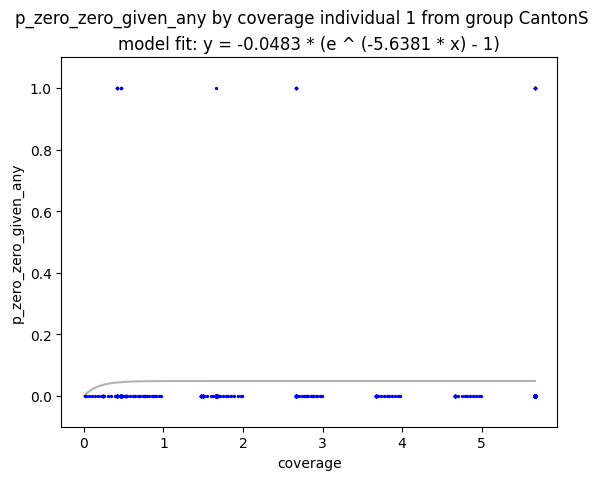 p_zero_zero_given_any by coverage individual 1 from group CantonS
model fit: y = -0.0483 * (e ^ (-5.6381 * x) - 1)
1.0
0.8
0.6
0.4
0.2
0.0
p_zero_zero_given_any
0 1 2 3 4 5
coverage